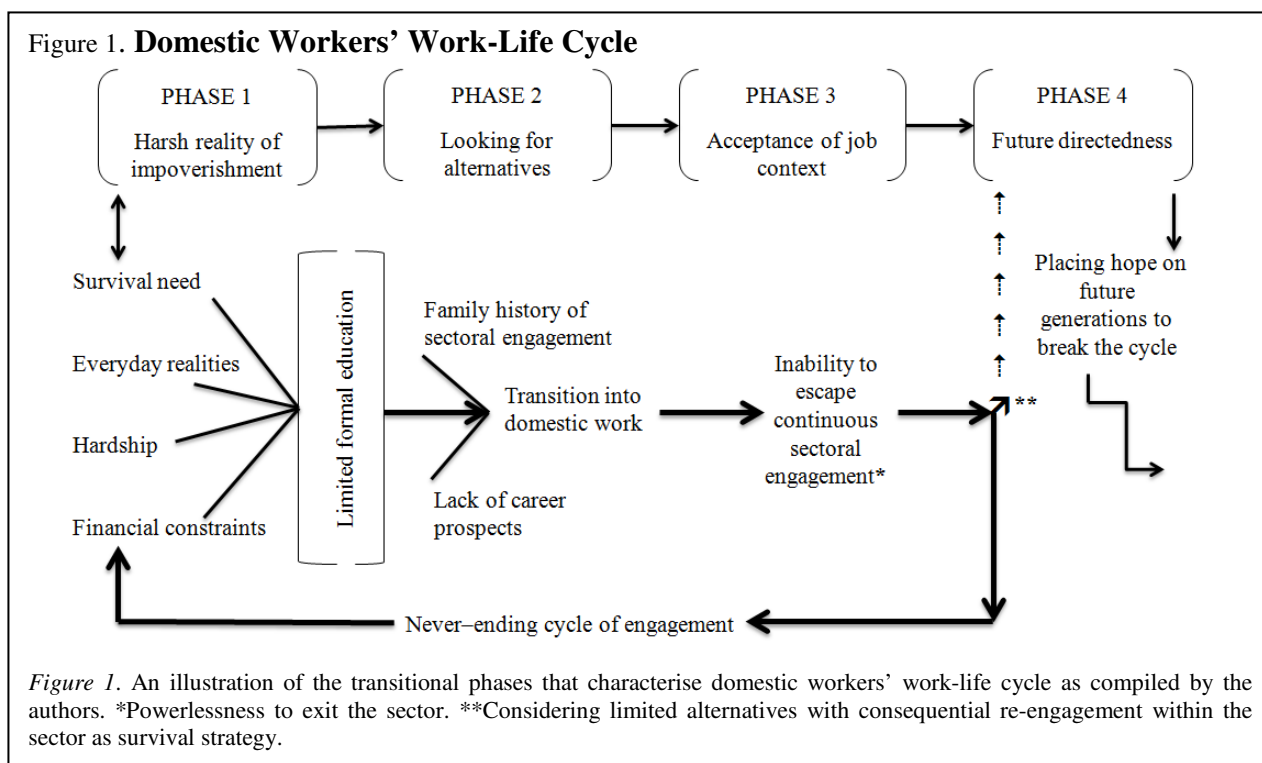 Figure 1. Domestic Workers’ Work-Life Cycle
PHASE 1
Harsh reality of
impoverishment
PHASE 2
Looking for
alternatives
PHASE 3
Acceptance of job
context
PHASE 4
Future directedness
Survival need
Everyday realities
Hardship
Financial constraints
Limited formal education
Family history of
sectoral engagement
Transition into
domestic work
Lack of career
prospects
Inability to
escape
continuous
sectoral
engagement*
**
Placing hope on
future
generations to
break the cycle
Never–ending cycle of engagement
Figure 1. An illustration of the transitional phases that characterise domestic workers’ work-life cycle as compiled by the
authors. *Powerlessness to exit the sector. **Considering limited alternatives with consequential re-engagement within the
sector as survival strategy.